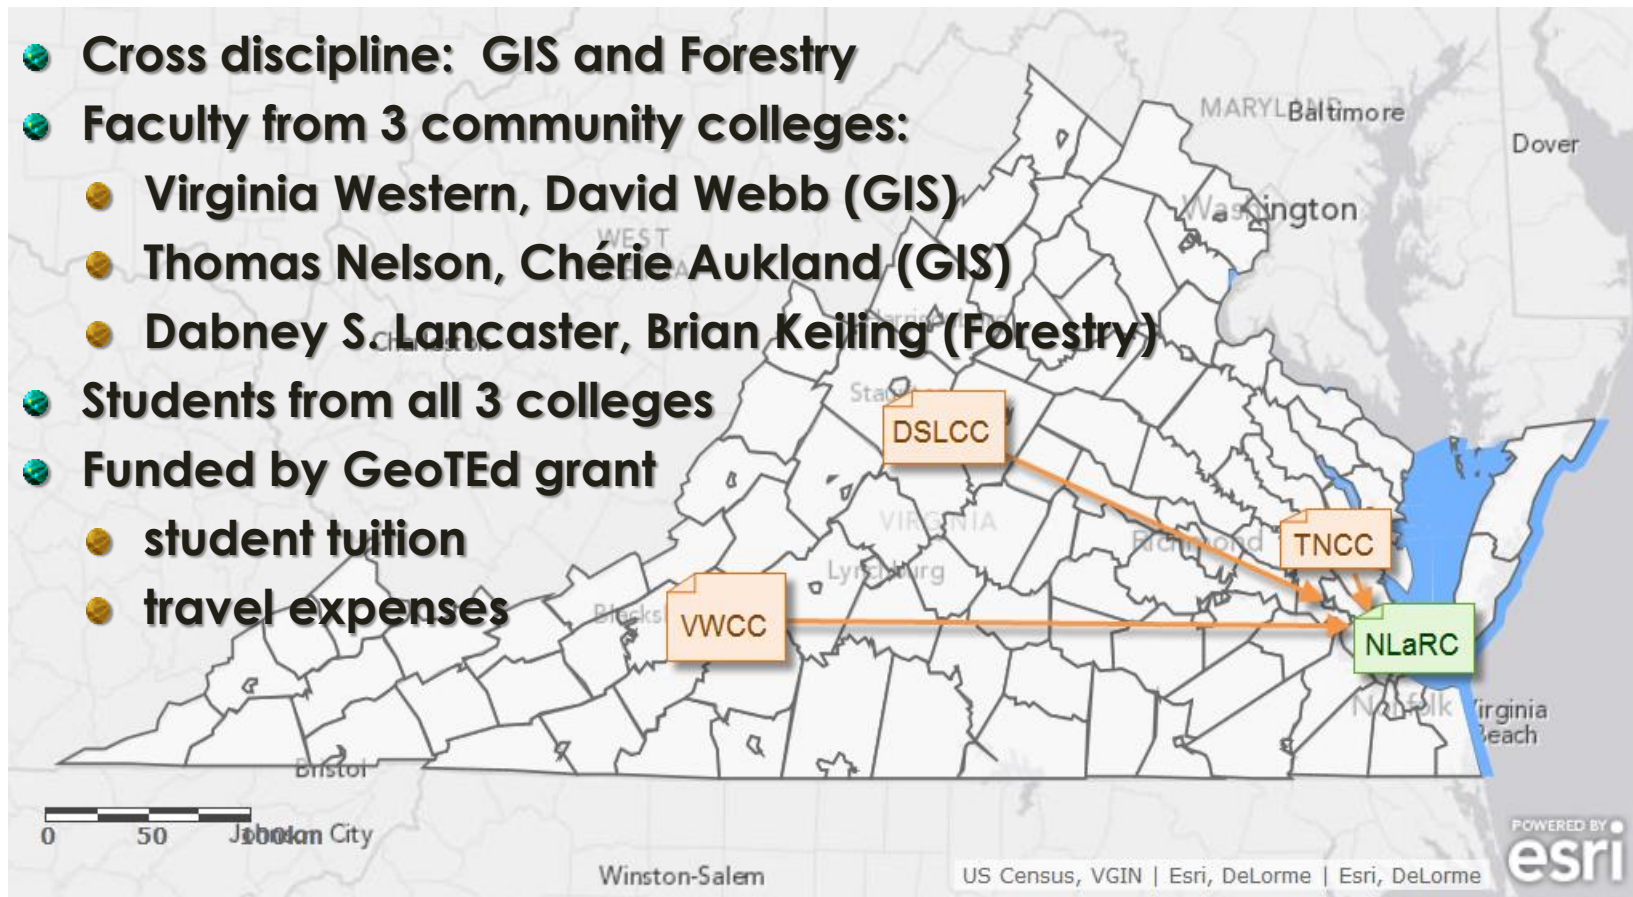 Cross discipline:  GIS and Forestry
Faculty from 3 community colleges:
Virginia Western, David Webb (GIS)
Thomas Nelson, Chérie Aukland (GIS)
Dabney S. Lancaster, Brian Keiling (Forestry)
Students from all 3 colleges
Funded by GeoTEd grant
student tuition
travel expenses
MARYLAND
Baltimore
Dover
Washington
WEST
DSLCC
VIRGINIA
Richmond
TNCC
Lynchburg
VWCC
NLaRC
Norfolk
Virginia
Beach
Bristol
0 50 100km
Johnson City
Winston-Salem
US Census, VGIN | Esri, DeLorme | Esri, DeLorme
POWERED BY
esri